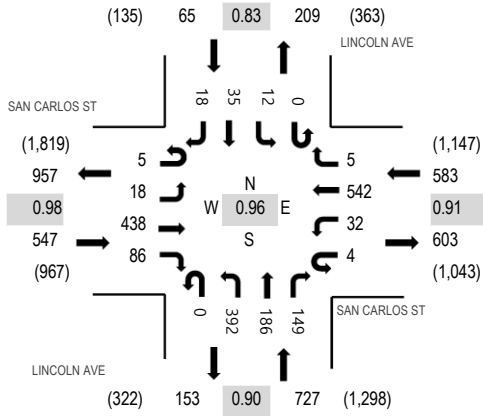 (135) 65 0.83 209 (363)
LINCOLN AVE
18 35 12 0
SAN CARLOS ST
(1,819) 5 5 (1,147)
957 18 N 542 583
0.98 W 0.96 E 0.91
547 438 S 32 603
(967) 86 4 (1,043)
0 392 186 149
SAN CARLOS ST
LINCOLN AVE
(322) 153 0.90 727 (1,298)